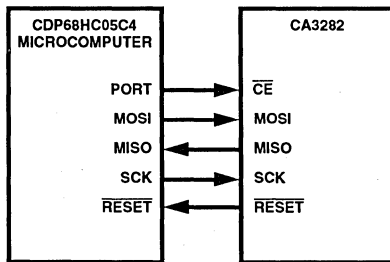 CDP68HC05C4
MICROCOMPUTER
PORT
MOSI
MISO
SCK
RESET
CA3282
CE
MOSI
MISO
SCK
RESET